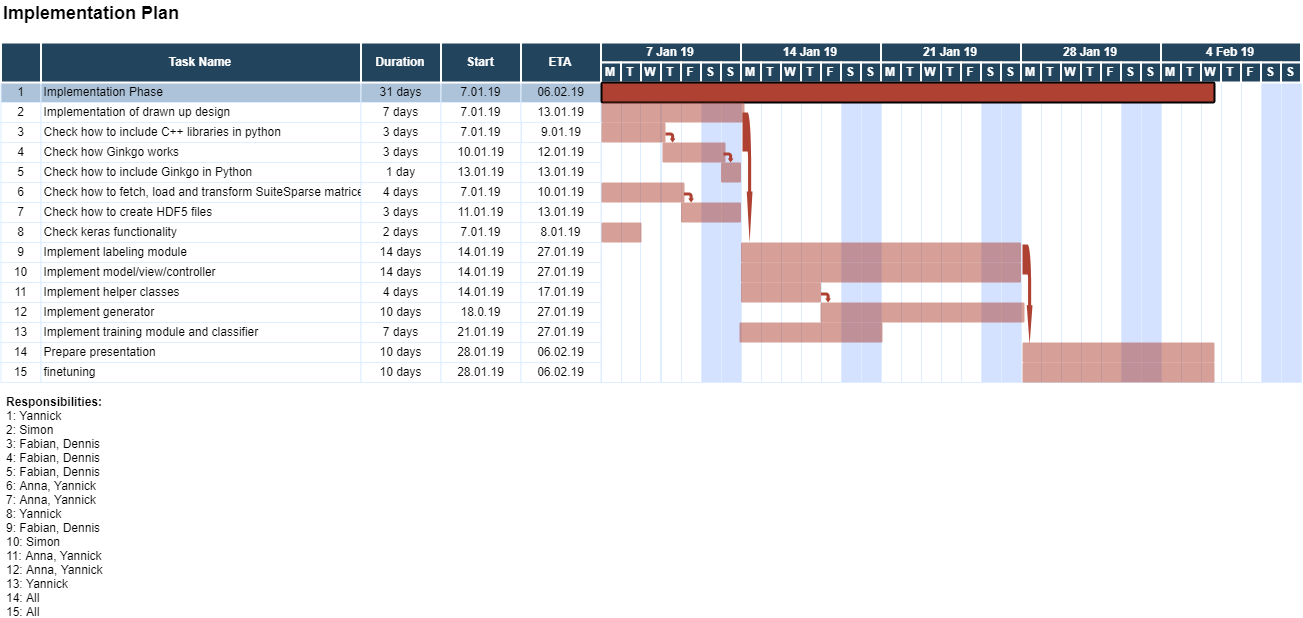 Implementation Plan
Task Name Duration Start ETA 7 Jan 19 14 Jan 19 21 Jan 19 28 Jan 19 4 Feb 19
M T W T F S S M T W T F S S M T W T F S S M T W T F S S M T W T F S S
1 Implementation Phase 31 days 7.01.19 06.02.19
2 Implementation of drawn up design 7 days 7.01.19 13.01.19
3 Check how to include C++ libraries in python 3 days 7.01.19 9.01.19
4 Check how Ginkgo works 3 days 10.01.19 12.01.19
5 Check how to include Ginkgo in Python 1 day 13.01.19 13.01.19
6 Check how to fetch, load and transform SuiteSparse matrice 4 days 7.01.19 10.01.19
7 Check how to create HDF5 files 3 days 11.01.19 13.01.19
8 Check keras functionality 2 days 7.01.19 8.01.19
9 Implement labeling module 14 days 14.01.19 27.01.19
10 Implement model/view/controller 14 days 14.01.19 27.01.19
11 Implement helper classes 4 days 14.01.19 17.01.19
12 Implement generator 10 days 18.0.19 27.01.19
13 Implement training module and classifier 7 days 21.01.19 27.01.19
14 Prepare presentation 10 days 28.01.19 06.02.19
15 finetuning 10 days 28.01.19 06.02.19
Responsibilities:
1: Yannick
2: Simon
3: Fabian, Dennis
4: Fabian, Dennis
5: Fabian, Dennis
6: Anna, Yannick
7: Anna, Yannick
8: Yannick
9: Fabian, Dennis
10: Simon
11: Anna, Yannick
12: Anna, Yannick
13: Yannick
14: All
15: All